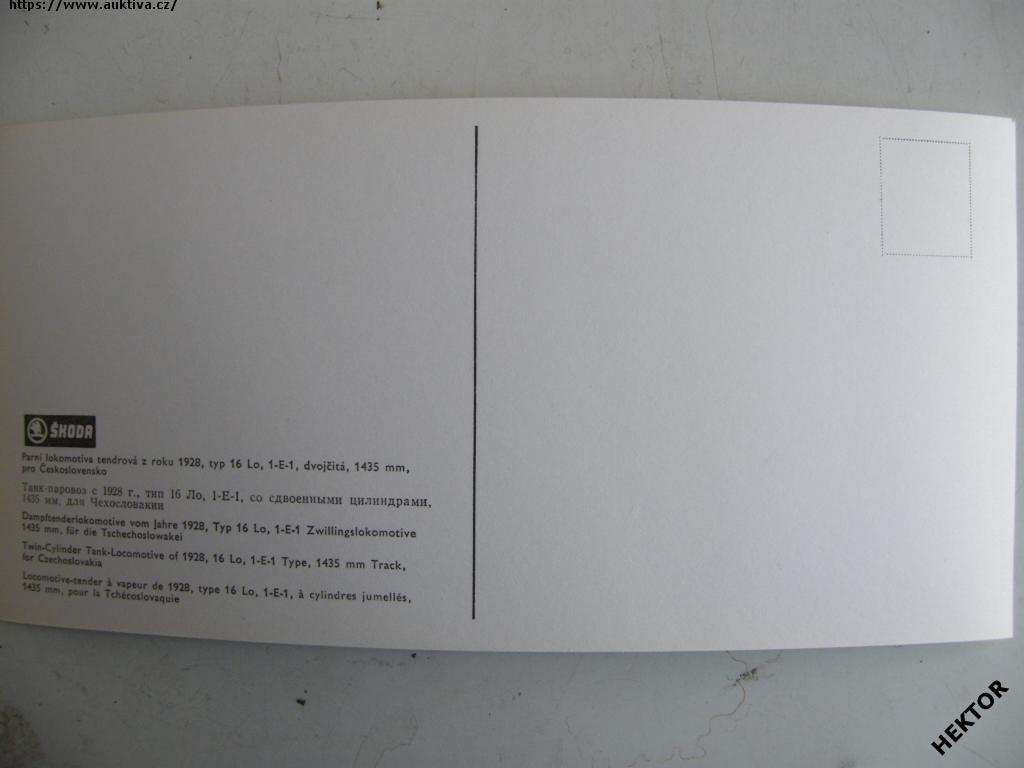 https://www.auktiva.cz/
ŠKODA
Parní lokomotiva tendrová z roku 1928, typ 16 Lo, 1-E-1, dvojčitá, 1435 mm,
pro Československo
Танк-паровоз с 1928 г., тип 16 Ло, 1-Е-1, со сдвоенными цилиндрами,
1435 мм, для Чехословакии
Dampftenderlokomotive vom Jahre 1928, Typ 16 Lo, 1-E-1 Zwillingslokomotive
1435 mm, für die Tschechoslowakei
Twin-Cylinder Tank-Locomotive of 1928, 16 Lo, 1-E-1 Type, 1435 mm Track,
for Czechoslovakia
Locomotive-tender à vapeur de 1928, type 16 Lo, 1-E-1, à cylindres jumellés,
1435 mm, pour la Tchécoslovaquie
HEKTOR